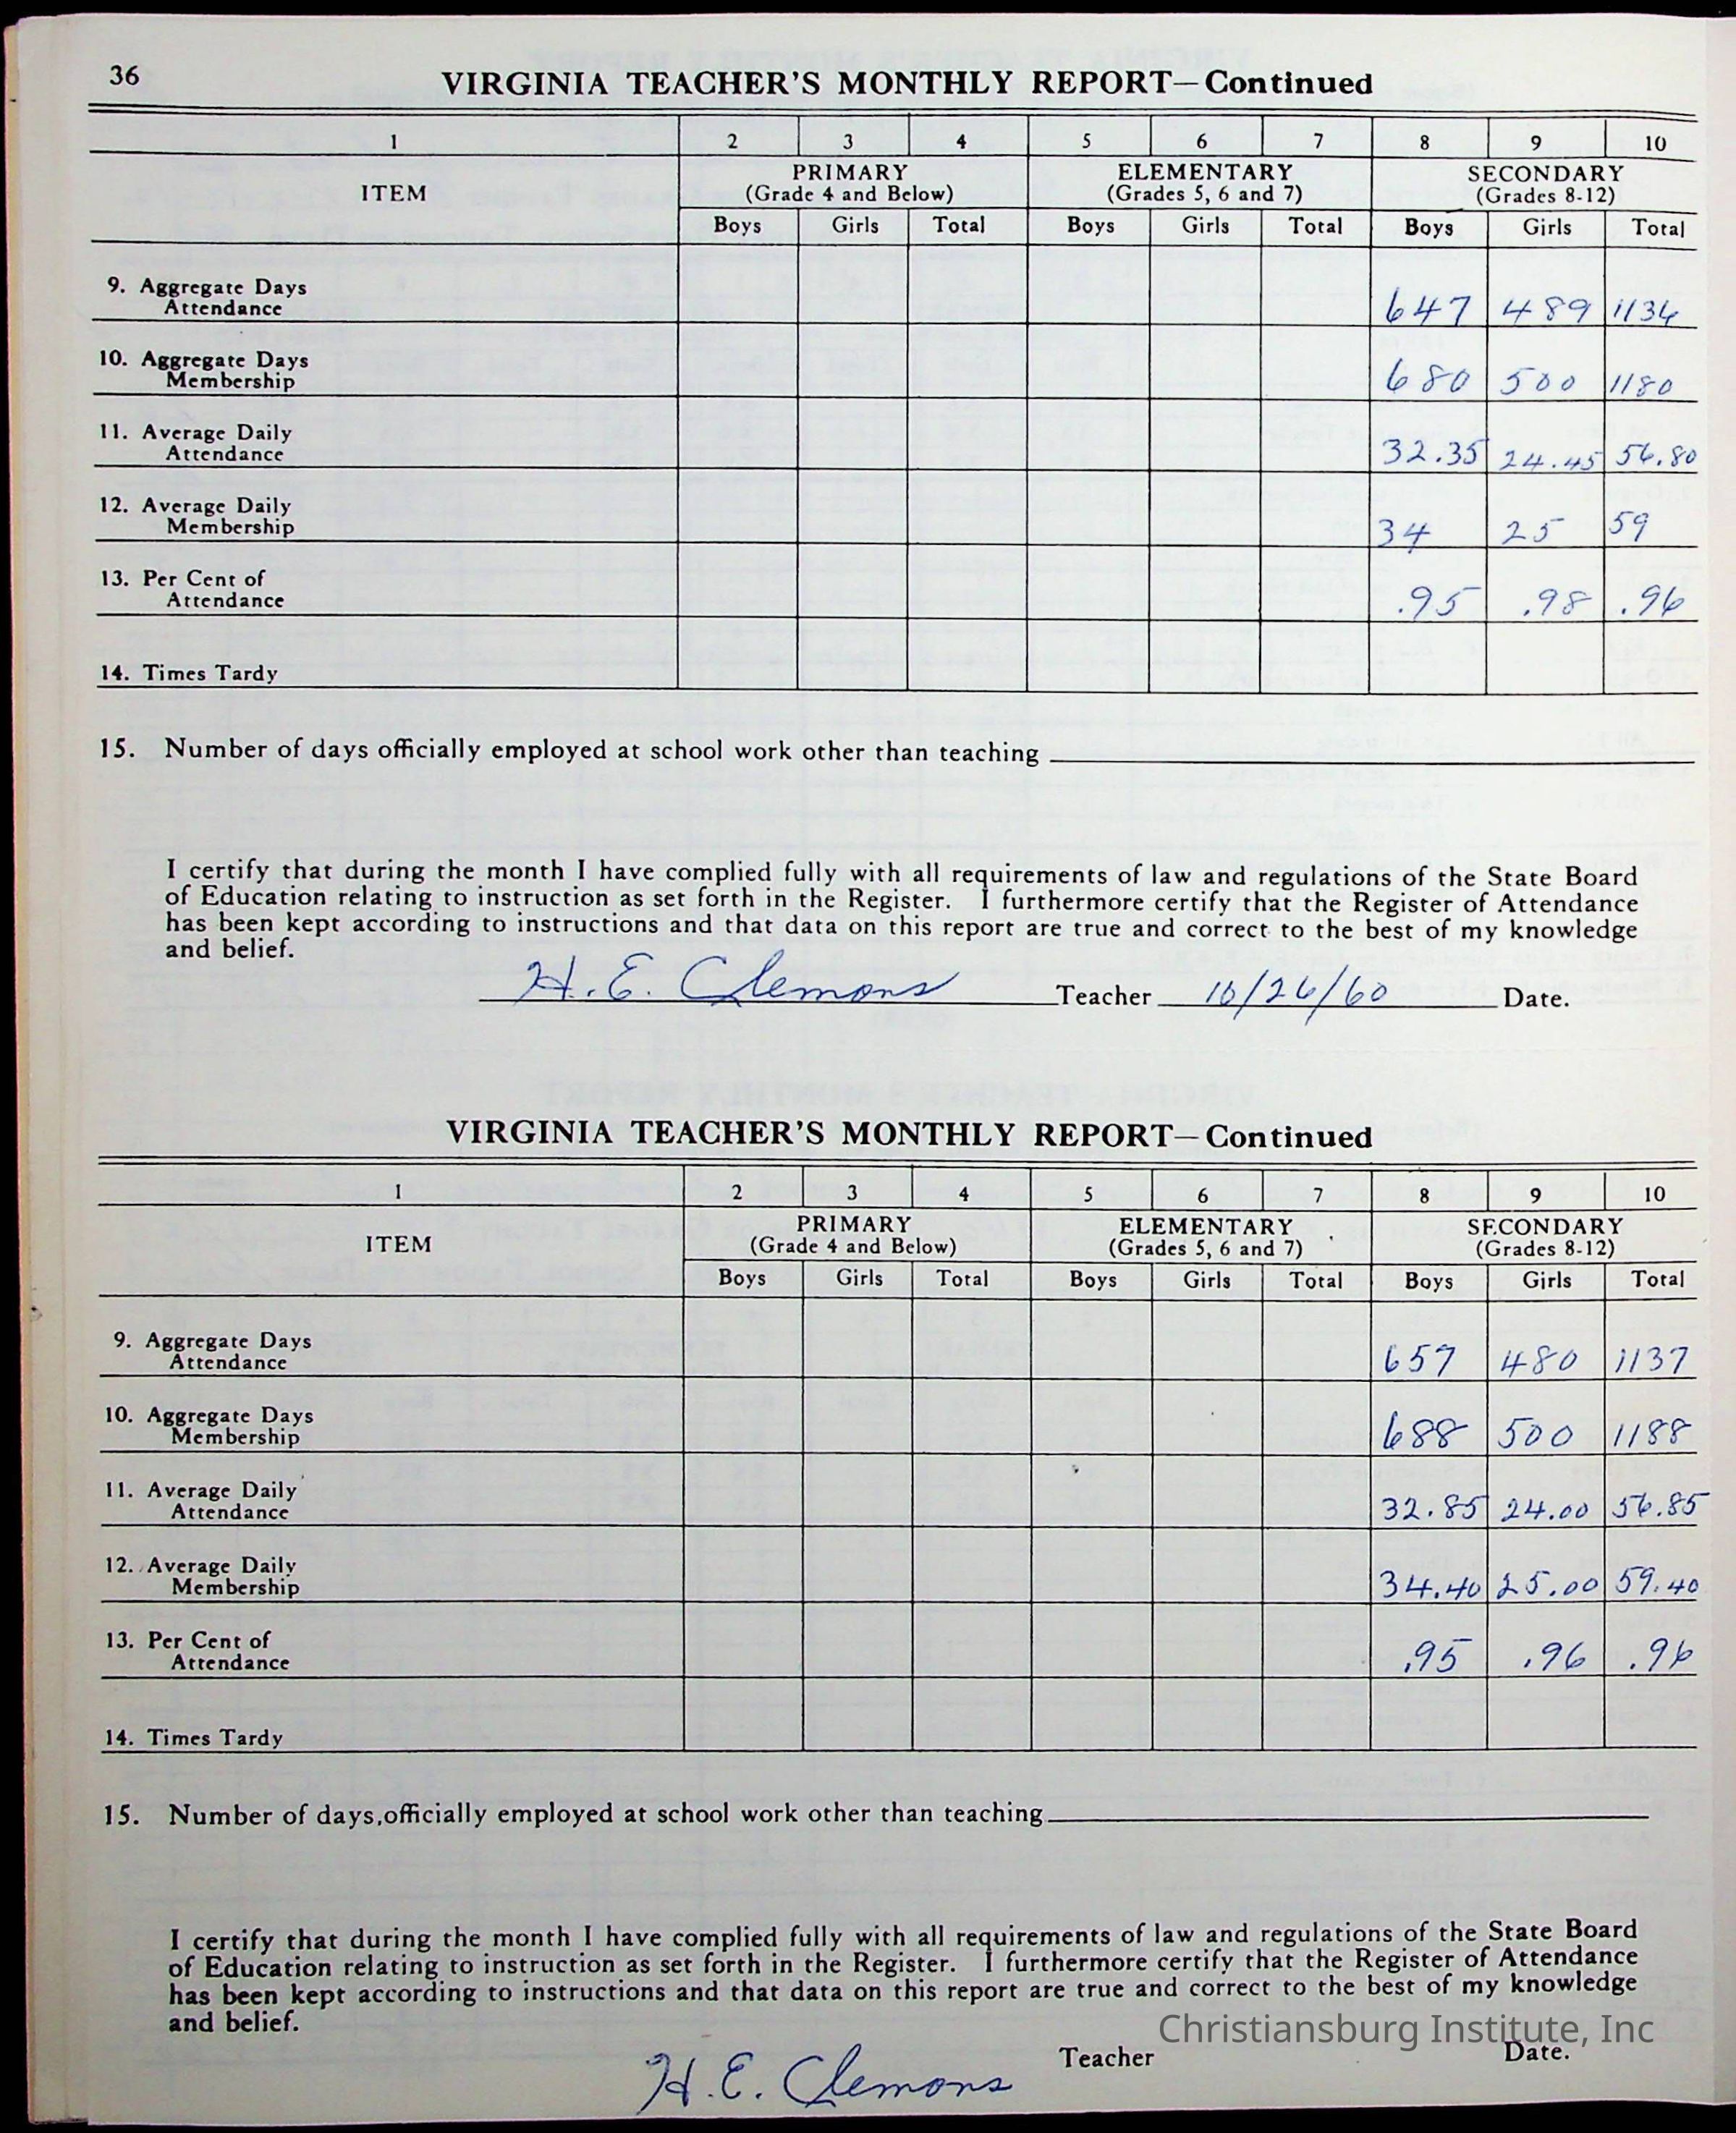 36
VIRGINIA TEACHER'S MONTHLY REPORT—Continued
1 2 3 4 5 6 7 8 9 10
ITEM PRIMARY (Grade 4 and Below) ELEMENTARY (Grades 5, 6 and 7) SECONDARY (Grades 8-12)
Boys Girls Total Boys Girls Total Boys Girls Total
9. Aggregate Days
Attendance 647 489 1136
10. Aggregate Days
Membership 680 500 1180
11. Average Daily
Attendance 32.35 24.45 56.80
12. Average Daily
Membership 34 25 59
13. Per Cent of
Attendance .95 .98 .96
14. Times Tardy
15. Number of days officially employed at school work other than teaching
I certify that during the month I have complied fully with all requirements of law and regulations of the State Board
of Education relating to instruction as set forth in the Register. I furthermore certify that the Register of Attendance
has been kept according to instructions and that data on this report are true and correct to the best of my knowledge
and belief.
H. E. Clemons Teacher 10/26/60 Date.
VIRGINIA TEACHER'S MONTHLY REPORT—Continued
1 2 3 4 5 6 7 8 9 10
ITEM PRIMARY (Grade 4 and Below) ELEMENTARY (Grades 5, 6 and 7) SECONDARY (Grades 8-12)
Boys Girls Total Boys Girls Total Boys Girls Total
9. Aggregate Days
Attendance 657 480 1137
10. Aggregate Days
Membership 688 500 1188
11. Average Daily
Attendance 32.85 24.00 56.85
12. Average Daily
Membership 34.40 25.00 59.40
13. Per Cent of
Attendance .95 .96 .96
14. Times Tardy
15. Number of days officially employed at school work other than teaching
I certify that during the month I have complied fully with all requirements of law and regulations of the State Board
of Education relating to instruction as set forth in the Register. I furthermore certify that the Register of Attendance
has been kept according to instructions and that data on this report are true and correct to the best of my knowledge
and belief.
Christiansburg Institute, Inc
H. E. Clemons Teacher Date.